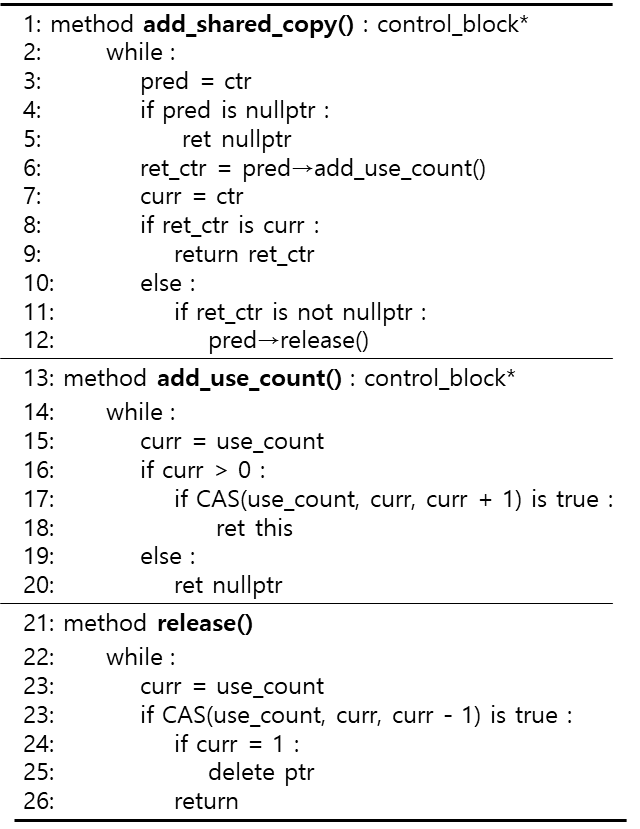 1: method add_shared_copy() : control_block*
2: while :
3: pred = ctr
4: if pred is nullptr :
5: ret nullptr
6: ret_ctr = pred→add_use_count()
7: curr = ctr
8: if ret_ctr is curr :
9: return ret_ctr
10: else :
11: if ret_ctr is not nullptr :
12: pred→release()
13: method add_use_count() : control_block*
14: while :
15: curr = use_count
16: if curr > 0 :
17: if CAS(use_count, curr, curr + 1) is true :
18: ret this
19: else :
20: ret nullptr
21: method release()
22: while :
23: curr = use_count
23: if CAS(use_count, curr, curr - 1) is true :
24: if curr = 1 :
25: delete ptr
26: return